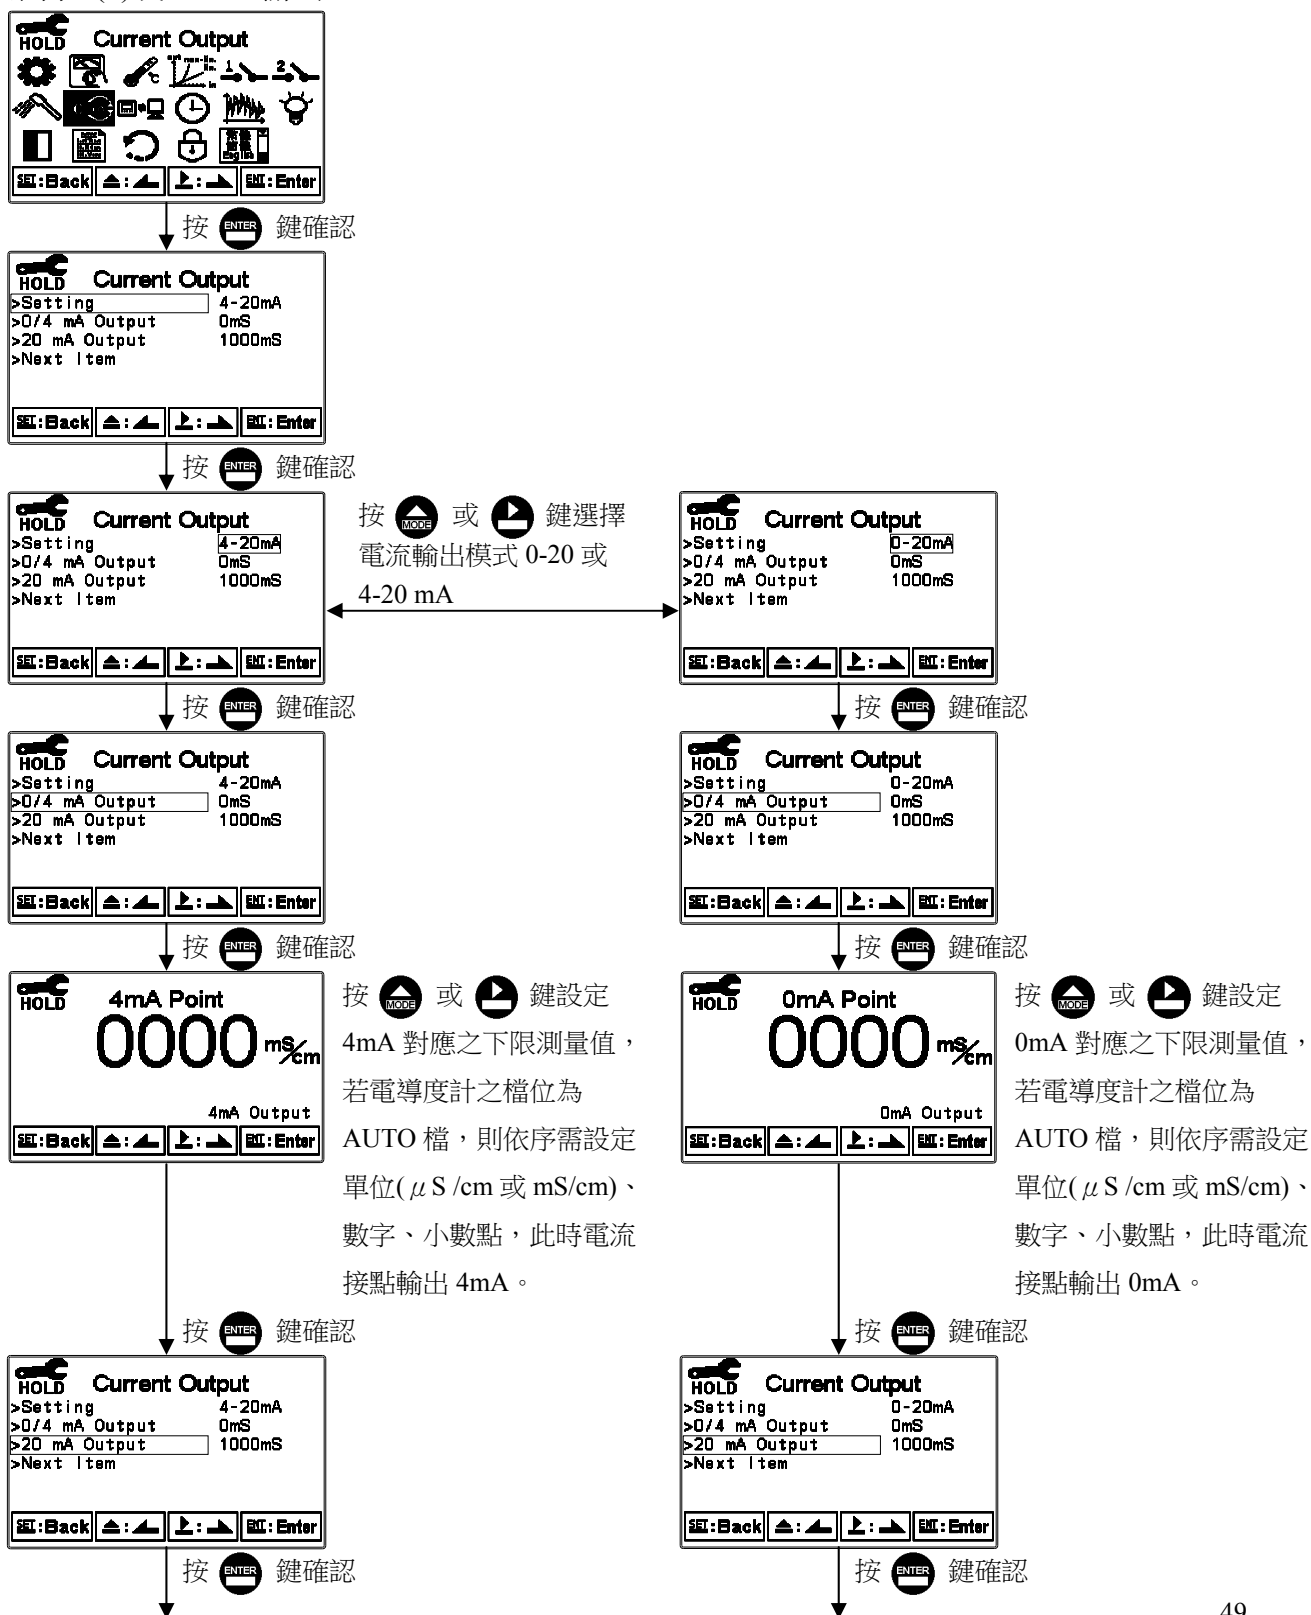 HOLD Current Output
1 2
SET:Back ENT:Enter
按 ENTER 鍵確認
HOLD Current Output
>Setting 4-20mA
>0/4 mA Output 0mS
>20 mA Output 1000mS
>Next Item
SET:Back ENT:Enter
按 ENTER 鍵確認
HOLD Current Output
>Setting 4-20mA
>0/4 mA Output 0mS
>20 mA Output 1000mS
>Next Item
SET:Back ENT:Enter
按 MODE 或 鍵選擇
電流輸出模式 0-20 或
4-20 mA
HOLD Current Output
>Setting 0-20mA
>0/4 mA Output 0mS
>20 mA Output 1000mS
>Next Item
SET:Back ENT:Enter
按 ENTER 鍵確認
按 ENTER 鍵確認
HOLD Current Output
>Setting 4-20mA
>0/4 mA Output 0mS
>20 mA Output 1000mS
>Next Item
SET:Back ENT:Enter
HOLD Current Output
>Setting 0-20mA
>0/4 mA Output 0mS
>20 mA Output 1000mS
>Next Item
SET:Back ENT:Enter
按 ENTER 鍵確認
按 ENTER 鍵確認
HOLD 4mA Point
0000 mS/cm
4mA Output
SET:Back ENT:Enter
按 MODE 或 鍵設定
4mA 對應之下限測量值，
若電導度計之檔位為
AUTO 檔，則依序需設定
單位(μS /cm 或 mS/cm)、
數字、小數點，此時電流
接點輸出 4mA。
HOLD 0mA Point
0000 mS/cm
0mA Output
SET:Back ENT:Enter
按 MODE 或 鍵設定
0mA 對應之下限測量值，
若電導度計之檔位為
AUTO 檔，則依序需設定
單位(μS /cm 或 mS/cm)、
數字、小數點，此時電流
接點輸出 0mA。
按 ENTER 鍵確認
按 ENTER 鍵確認
HOLD Current Output
>Setting 4-20mA
>0/4 mA Output 0mS
>20 mA Output 1000mS
>Next Item
SET:Back ENT:Enter
HOLD Current Output
>Setting 0-20mA
>0/4 mA Output 0mS
>20 mA Output 1000mS
>Next Item
SET:Back ENT:Enter
按 ENTER 鍵確認
按 ENTER 鍵確認
49